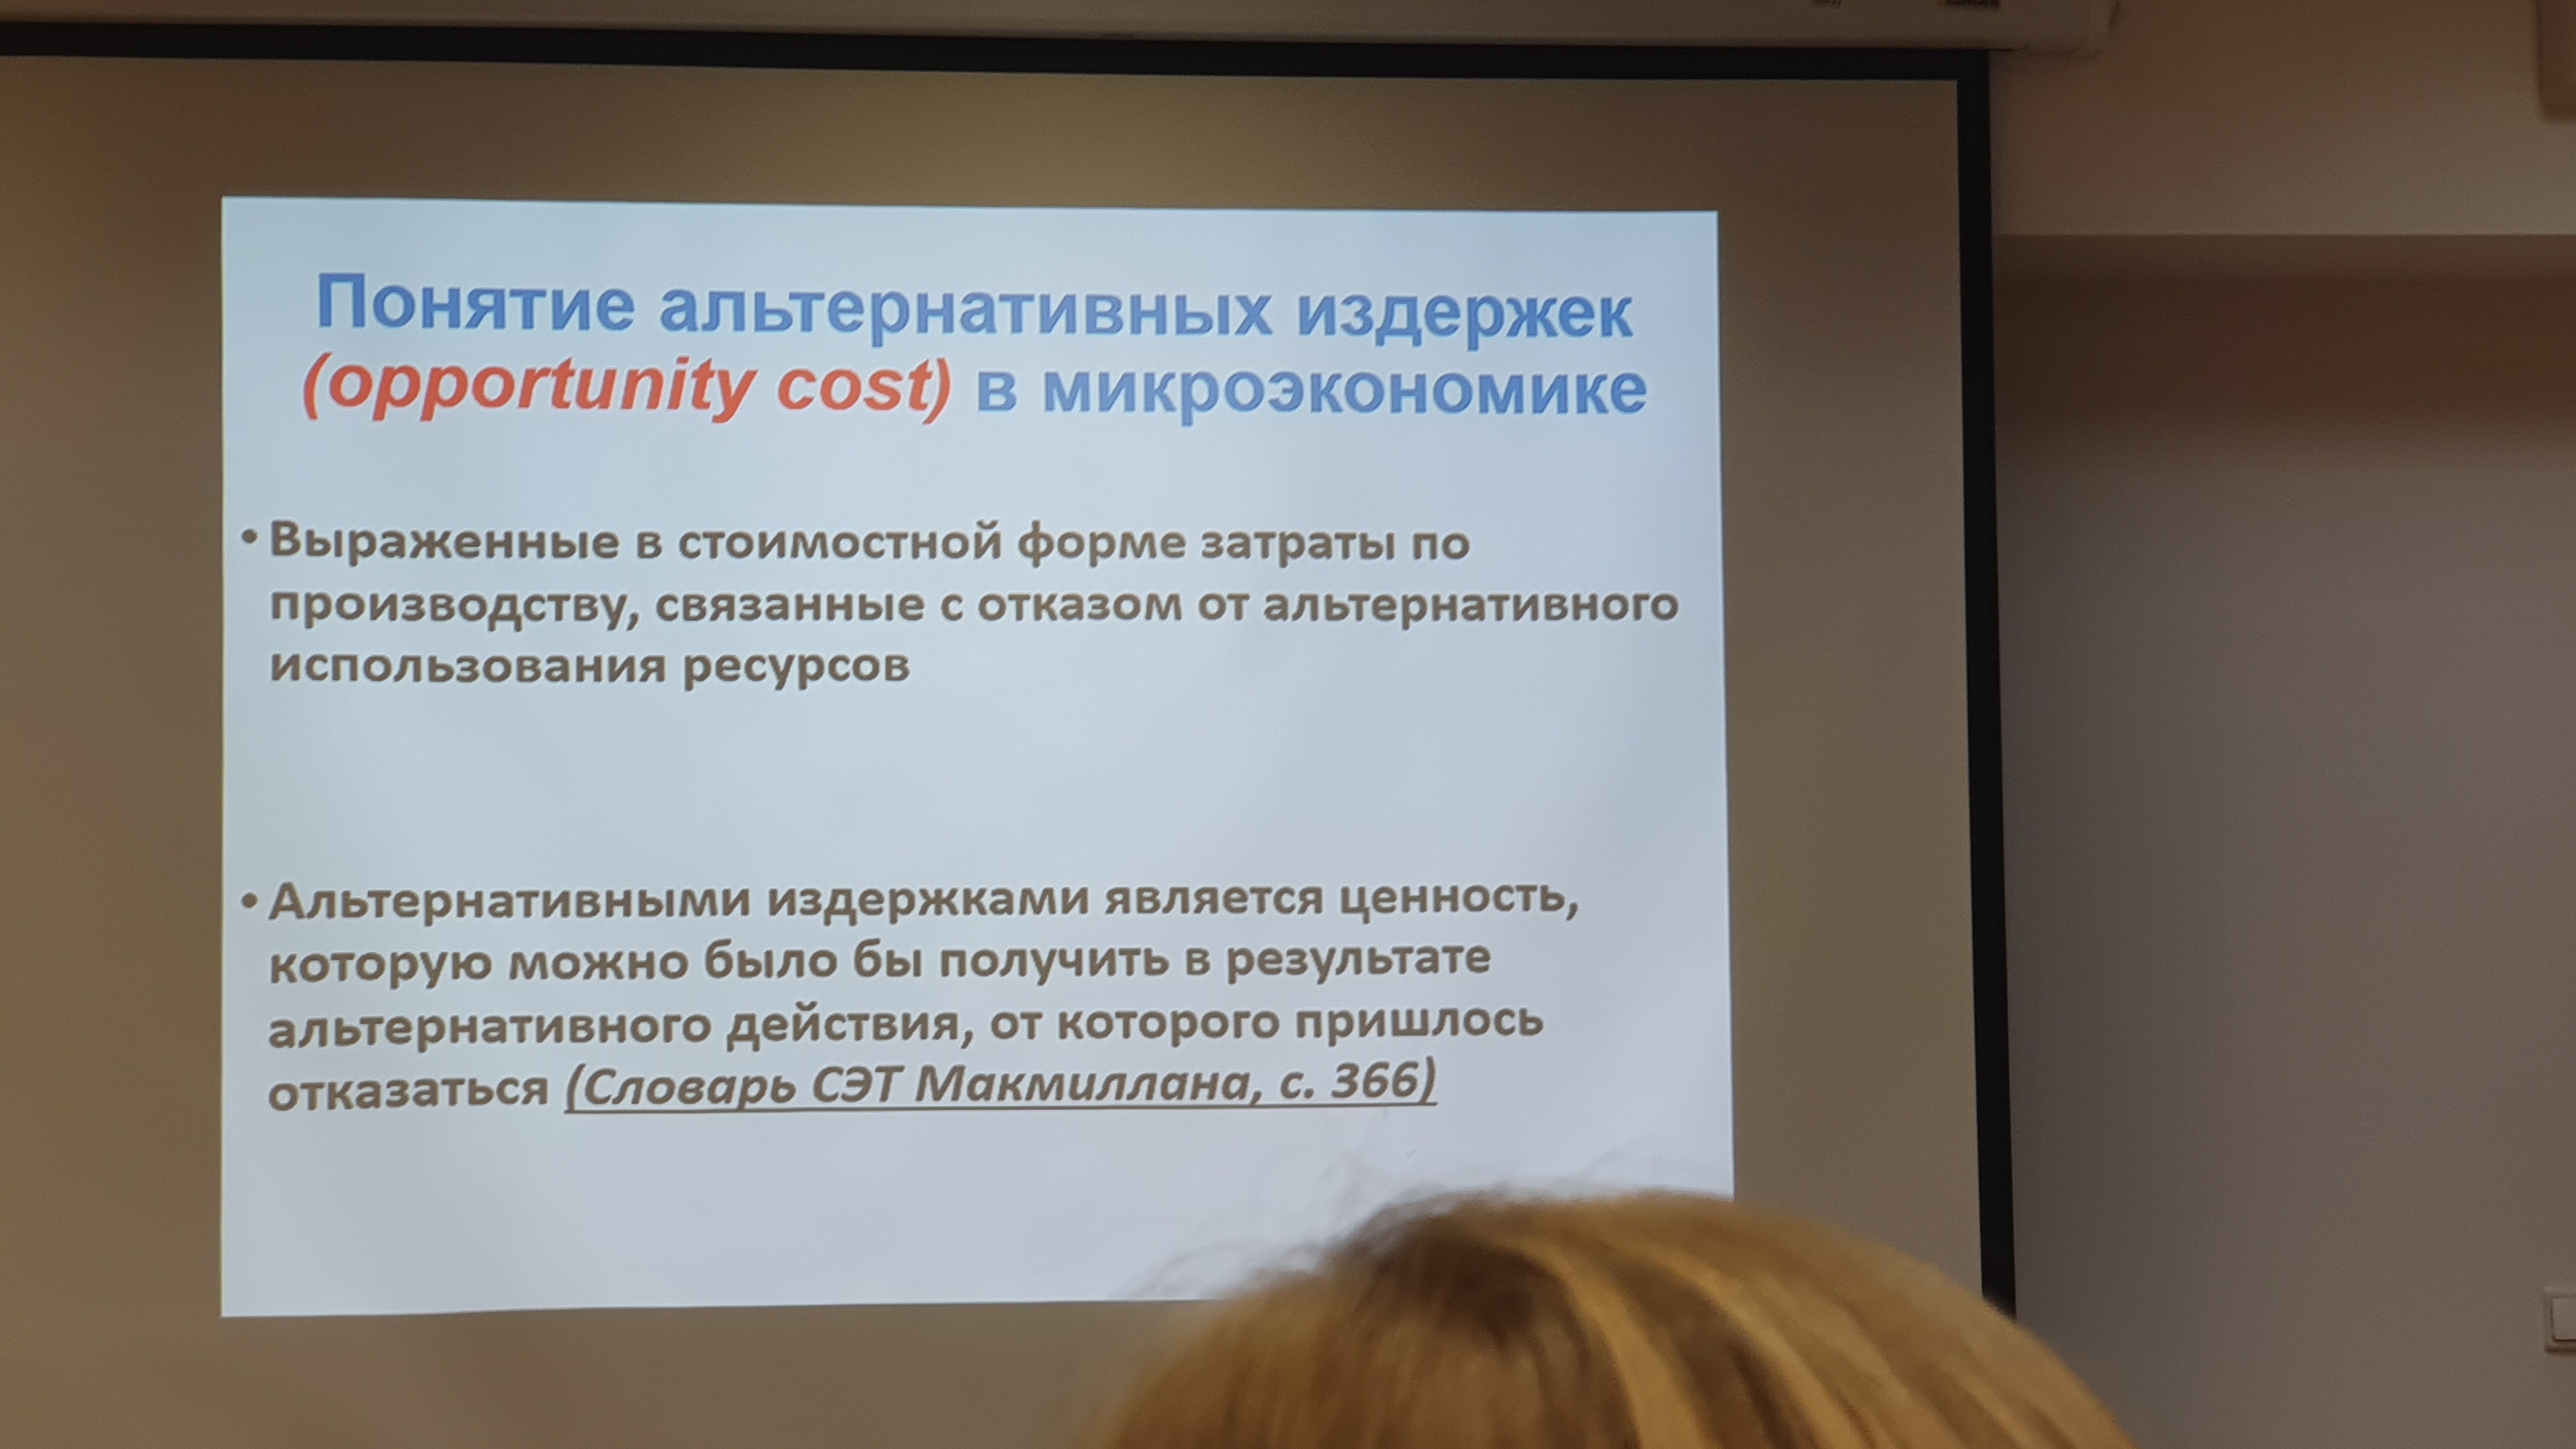 Понятие альтернативных издержек
(opportunity cost) в микроэкономике
• Выраженные в стоимостной форме затраты по
производству, связанные с отказом от альтернативного
использования ресурсов
• Альтернативными издержками является ценность,
которую можно было бы получить в результате
альтернативного действия, от которого пришлось
отказаться (Словарь СЭТ Макмиллана, с. 366)